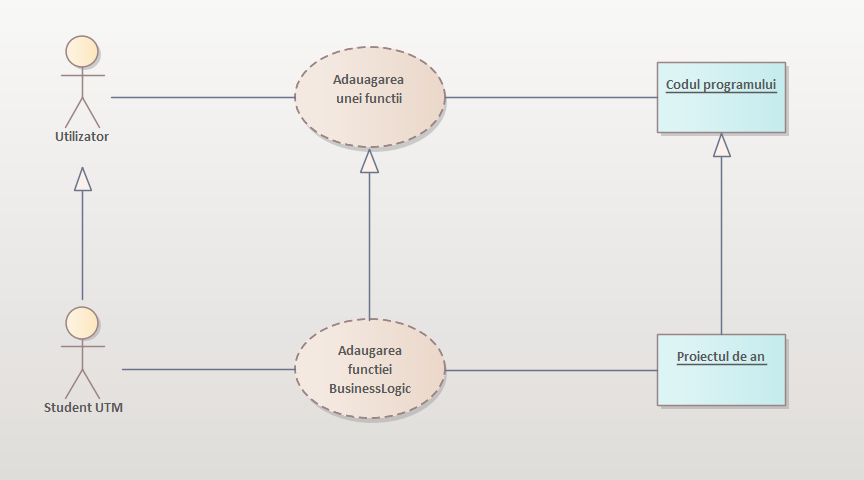 Adauagarea
unei functii
Codul programului
Utilizator
Adaugarea
functiei
BusinessLogic
Proiectul de an
Student UTM